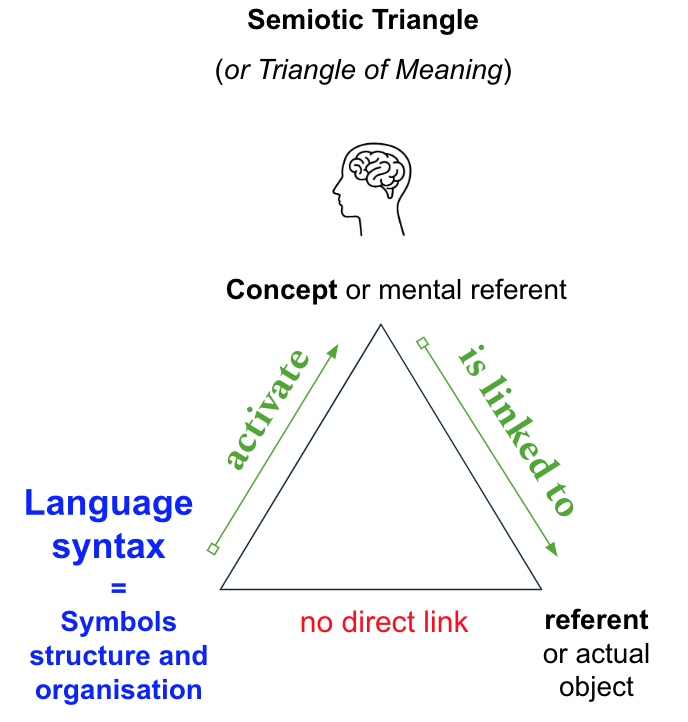 Semiotic Triangle
(or Triangle of Meaning)
Concept or mental referent
activate
is linked to
Language
syntax
=
Symbols
structure and
organisation
no direct link
referent
or actual
object